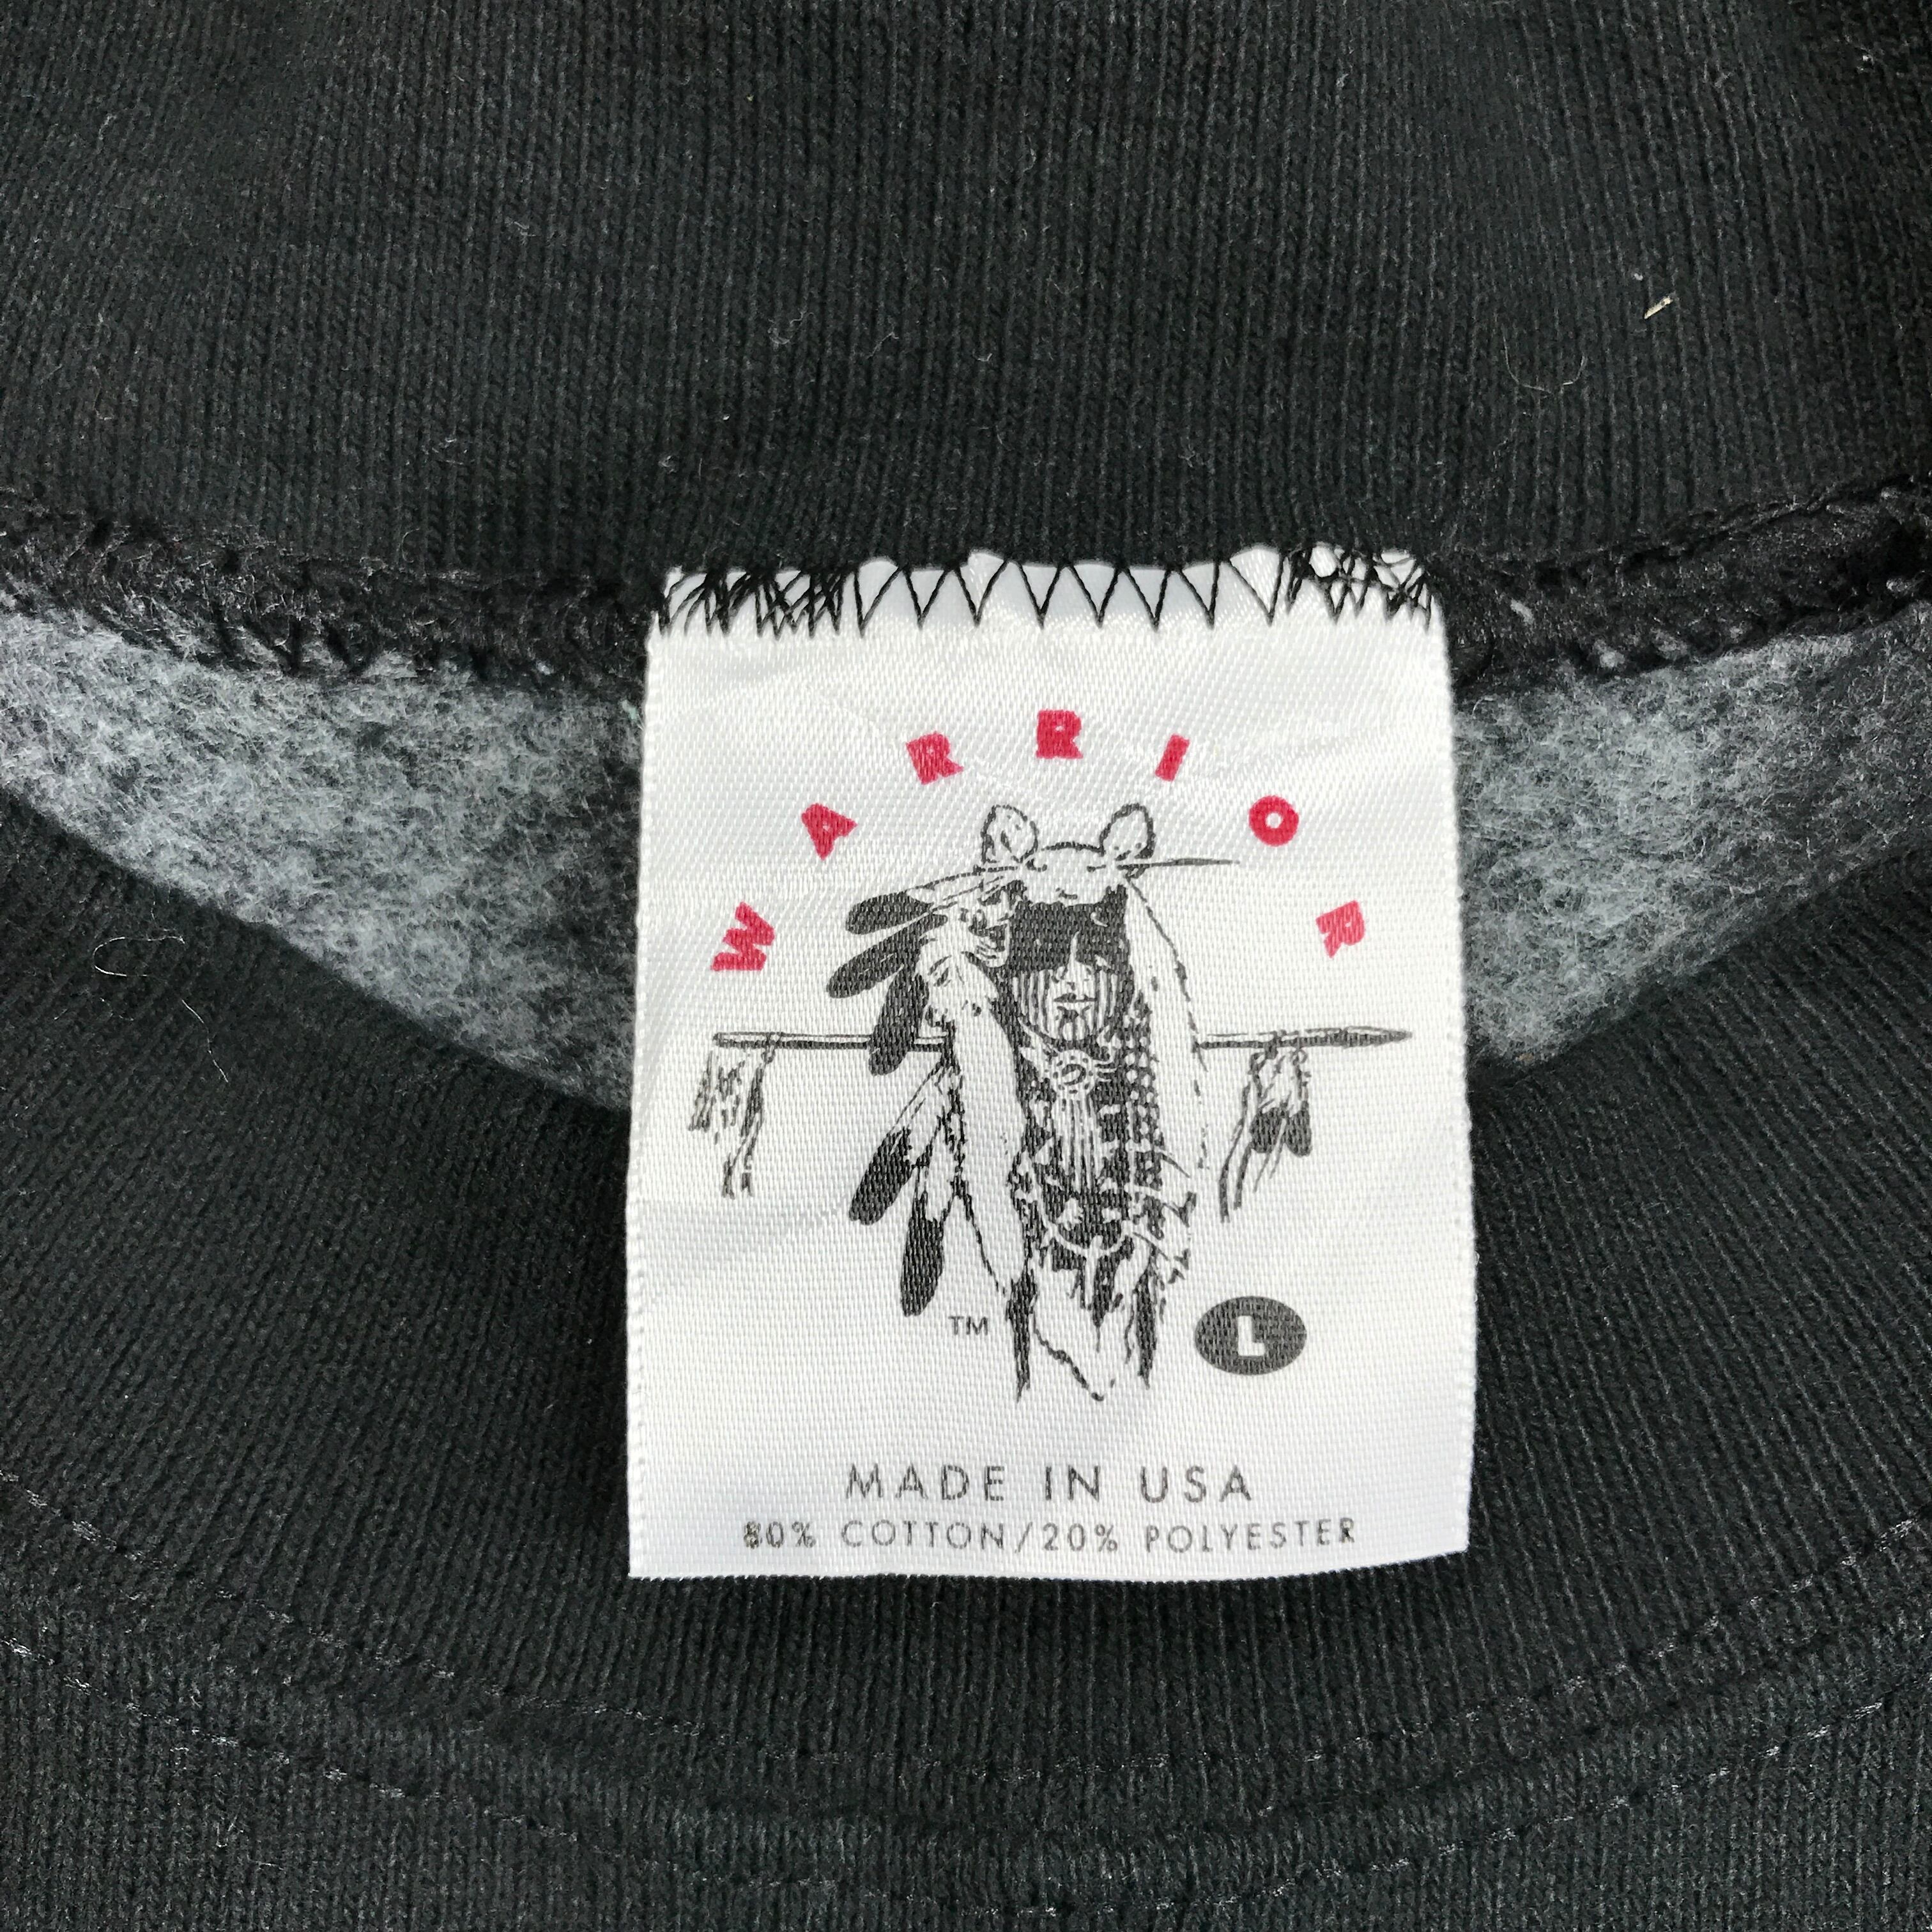 WARRIOR
TM
L
MADE IN USA
80% COTTON/20% POLYESTER